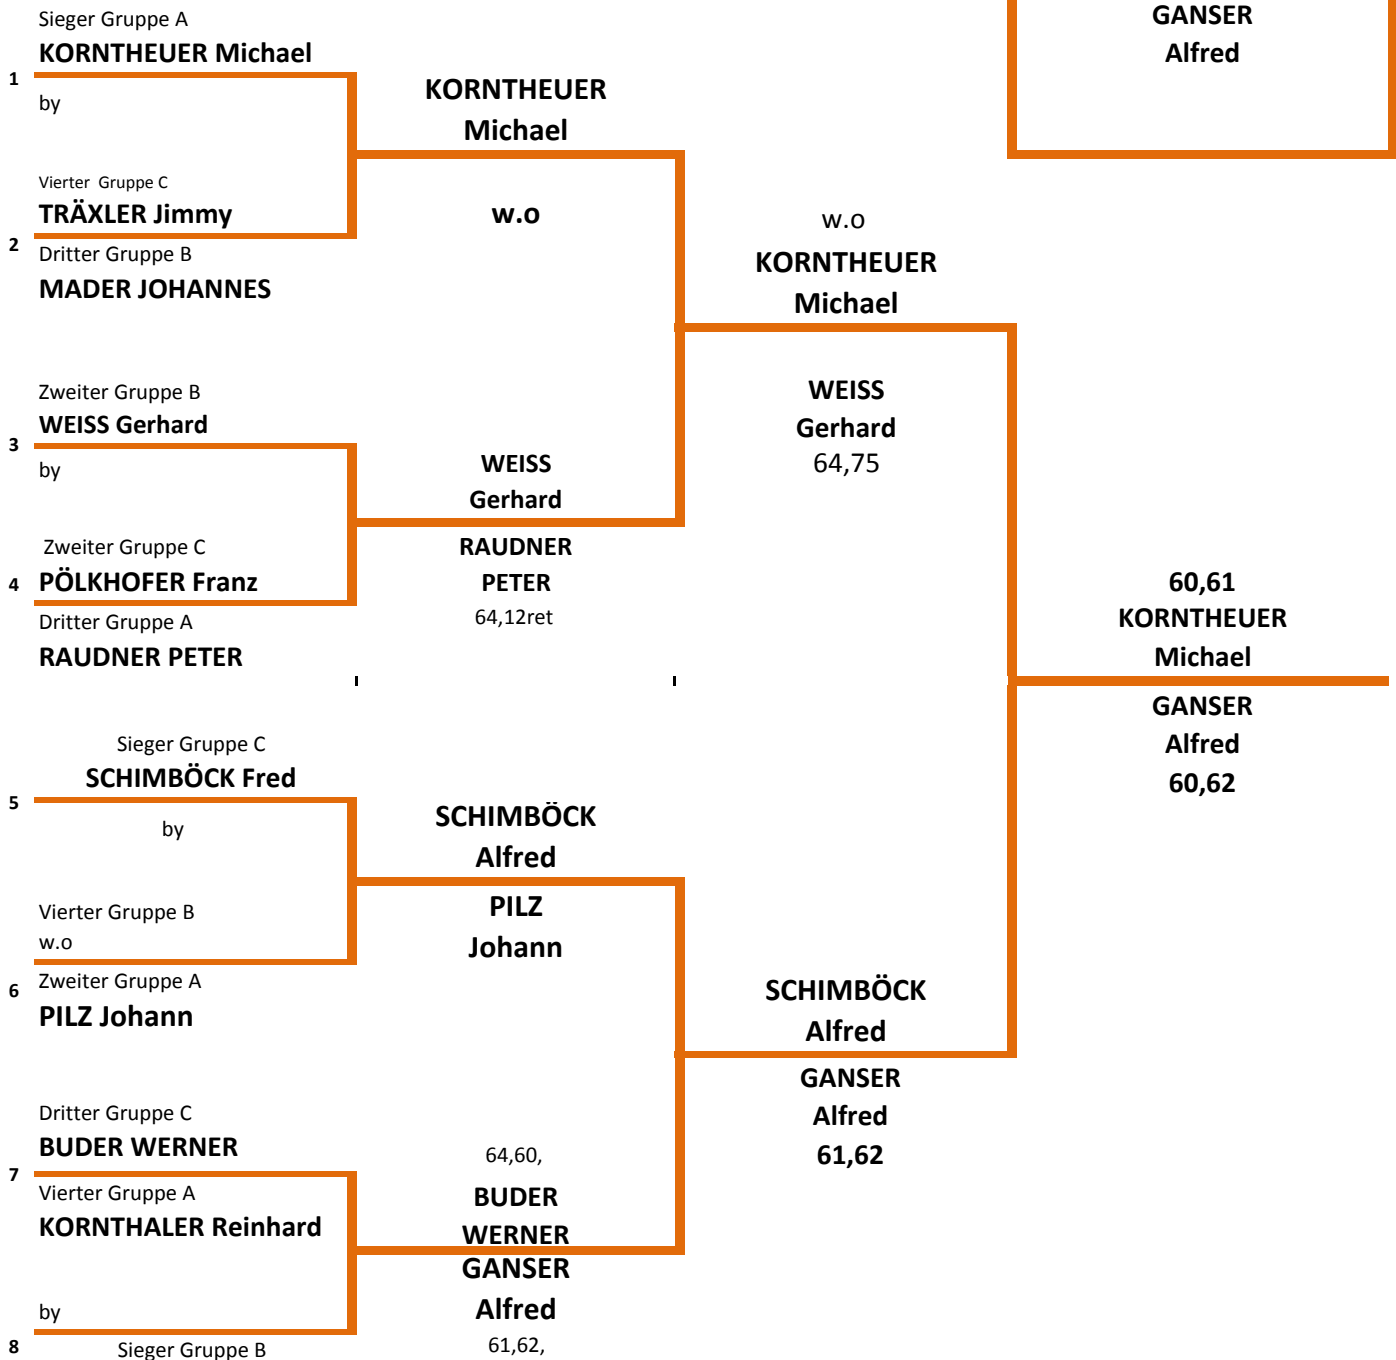 Sieger Gruppe A
KORNTHEUER Michael
1
by
Vierter  Gruppe C
TRÄXLER Jimmy
2
Dritter Gruppe B
MADER JOHANNES
Zweiter Gruppe B
WEISS Gerhard
3
by
Zweiter Gruppe C
4
PÖLKHOFER Franz
Dritter Gruppe A
RAUDNER PETER
Sieger Gruppe C
SCHIMBÖCK Fred
5
by
Vierter Gruppe B
w.o
6
Zweiter Gruppe A
PILZ Johann
Dritter Gruppe C
BUDER WERNER
7
Vierter Gruppe A
KORNTHALER Reinhard
by
8
Sieger Gruppe B
KORNTHEUER
Michael
w.o
WEISS
Gerhard
RAUDNER
PETER
64,12ret
SCHIMBÖCK
Alfred
PILZ
Johann
64,60,
BUDER
WERNER
GANSER
Alfred
61,62,
w.o
KORNTHEUER
Michael
WEISS
Gerhard
64,75
SCHIMBÖCK
Alfred
GANSER
Alfred
61,62
GANSER
Alfred
60,61
KORNTHEUER
Michael
GANSER
Alfred
60,62